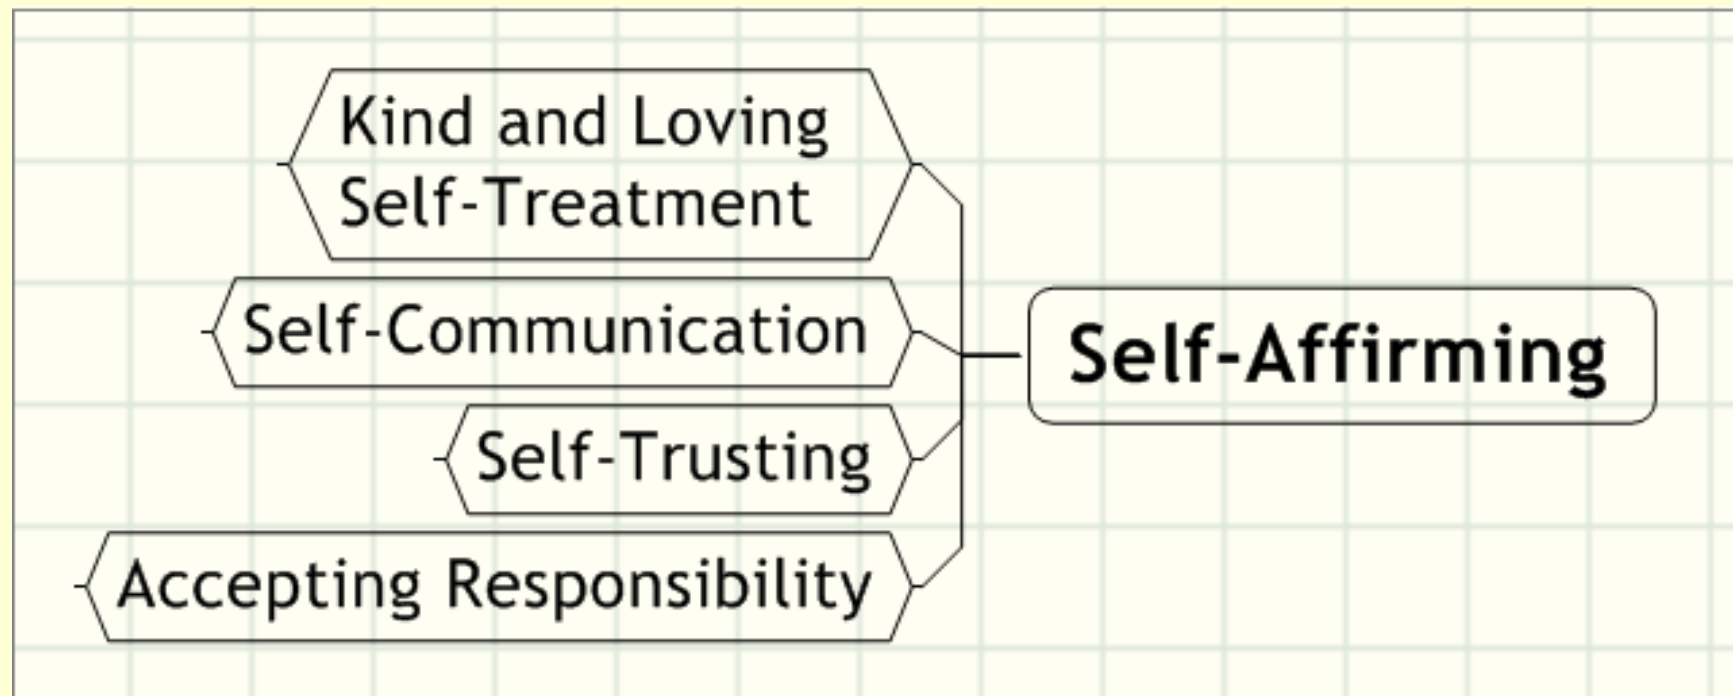 Kind and Loving
Self-Treatment
Self-Communication
Self-Trusting
Accepting Responsibility
Self-Affirming